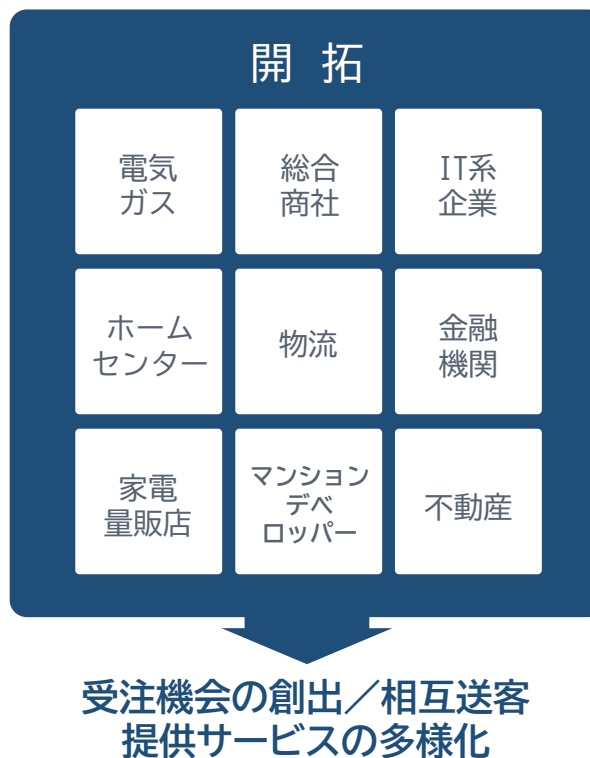 開 拓
電気
ガス
総合
商社
IT系
企業
ホーム
センター
物流
金融
機関
家電
量販店
マンション
デベ
ロッパー
不動産
受注機会の創出／相互送客
提供サービスの多様化